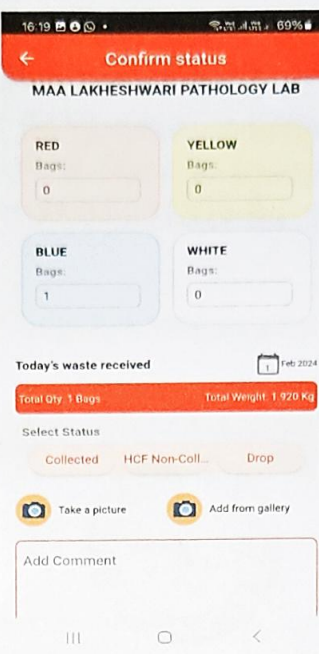 16:19 69%
Confirm status
MAA LAKHESHWARI PATHOLOGY LAB
RED YELLOW
Bags: Bags:
0 0
BLUE WHITE
Bags: Bags:
1 0
Today's waste received 1 Feb 2024
Total Qty. 1 Bags Total Weight: 1.920 Kg
Select Status
Collected HCF Non-Coll... Drop
Take a picture Add from gallery
Add Comment